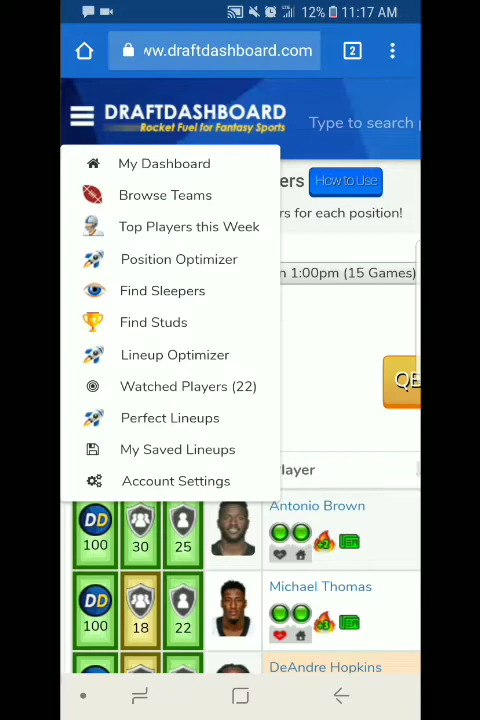 12% 11:17 AM
ww.draftdashboard.com
2
DRAFTDASHBOARD
Rocket Fuel for Fantasy Sports
Type to search p
My Dashboard
ers
How to Use
Browse Teams
rs for each position!
Top Players this Week
Position Optimizer
n 1:00pm (15 Games)
Find Sleepers
Find Studs
Lineup Optimizer
QB
Watched Players (22)
Perfect Lineups
My Saved Lineups
Player
Account Settings
DD
100
30
25
Antonio Brown
+2
DD
100
18
22
Michael Thomas
+3
DeAndre Hopkins